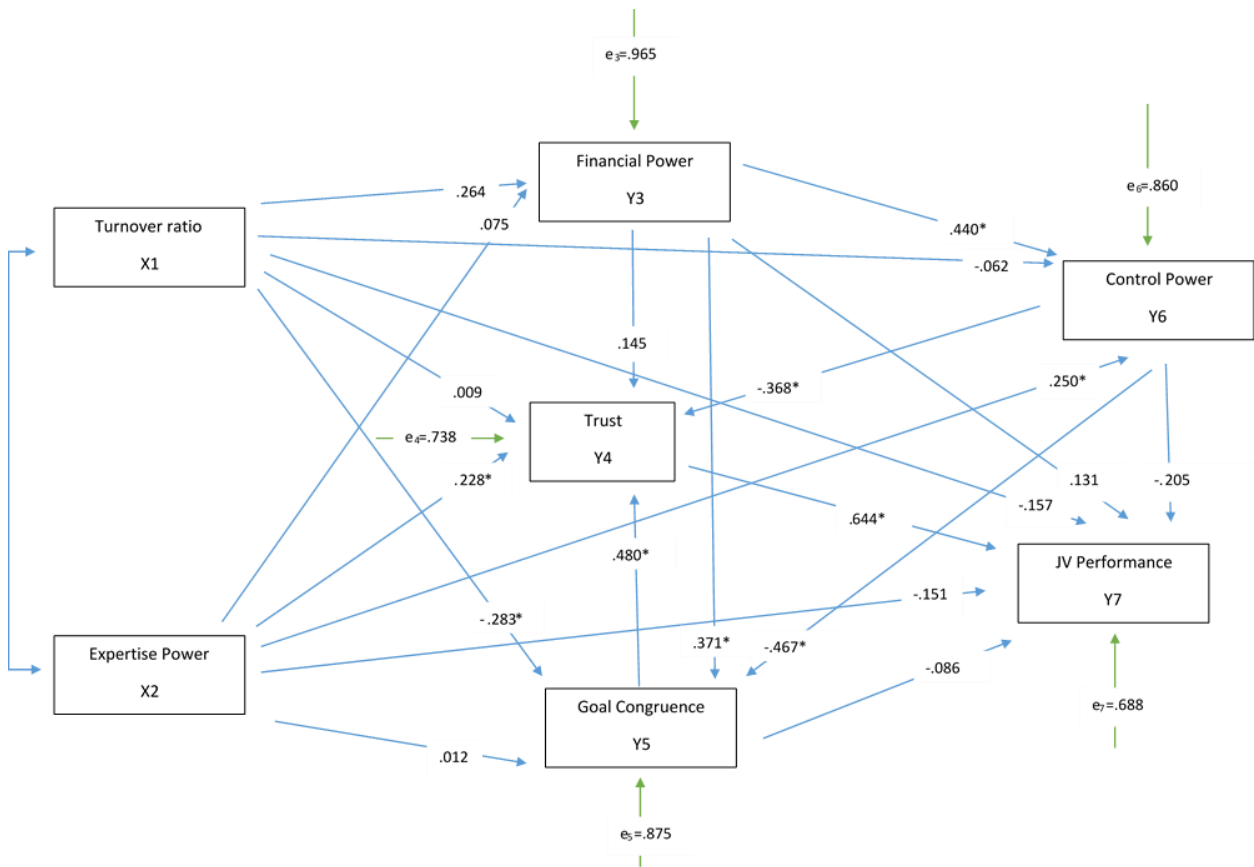 e₃=.965
Financial Power
Y3
e₆=.860
.264
Turnover ratio
X1
.075
.440*
-.062
Control Power
Y6
.145
.009
-.368*
.250*
Trust
Y4
e₄=.738
.228*
.131
-.205
-.157
.644*
.480*
JV Performance
Y7
-.151
-.283*
.371*
-.467*
-.086
Expertise Power
X2
Goal Congruence
Y5
e₇=.688
.012
e₅=.875